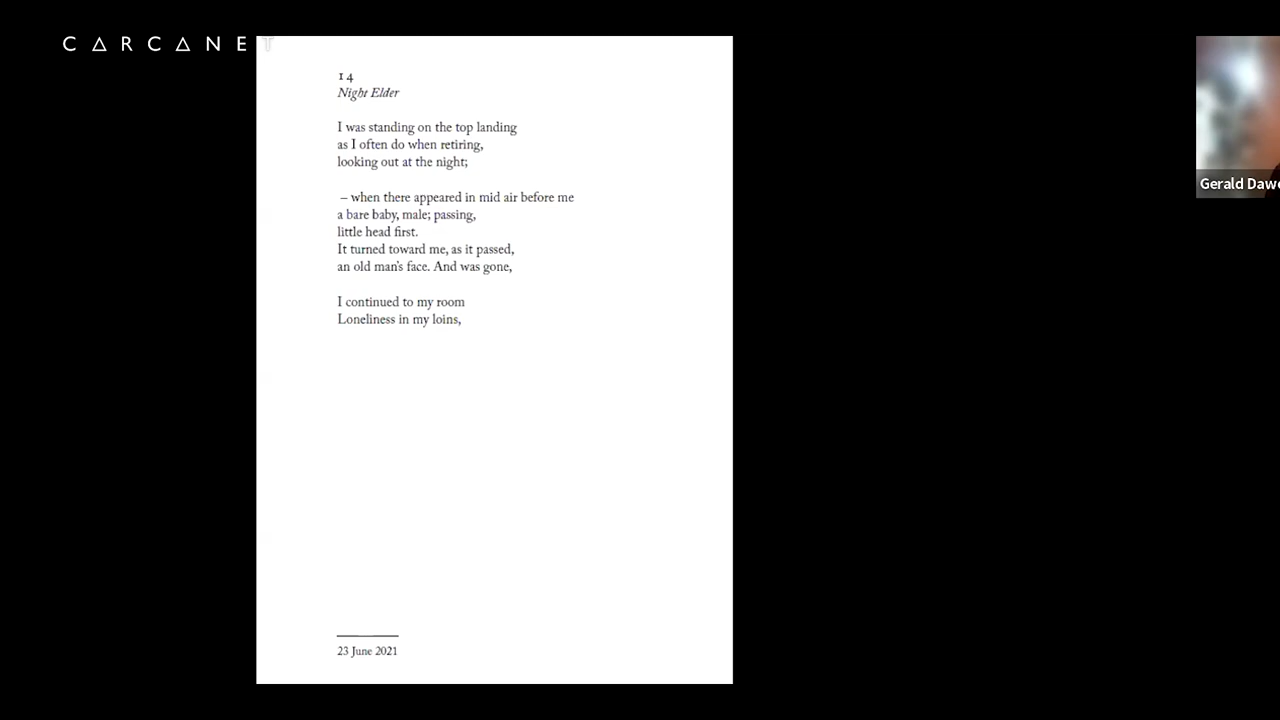 CARCANET
14
Night Elder
I was standing on the top landing
as I often do when retiring,
looking out at the night;
– when there appeared in mid air before me
a bare baby, male; passing,
little head first.
It turned toward me, as it passed,
an old man's face. And was gone,
I continued to my room
Loneliness in my loins,
23 June 2021
Gerald Daw